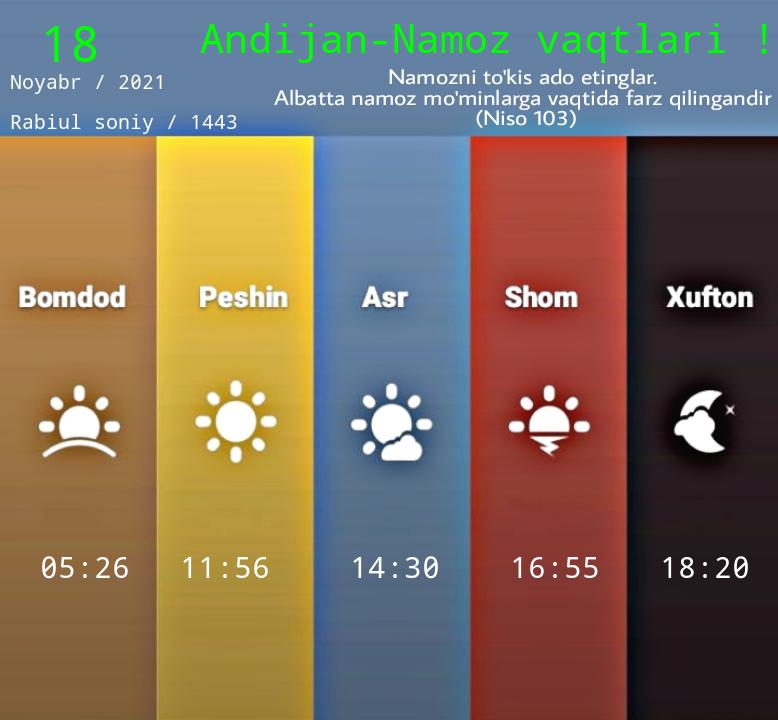 18
Andijan-Namoz vaqtlari !
Noyabr / 2021
Namozni to'kis ado etinglar.
Albatta namoz mo'minlarga vaqtida farz qilingandir
(Niso 103)
Rabiul soniy / 1443
Bomdod
Peshin
Asr
Shom
Xufton
05:26
11:56
14:30
16:55
18:20